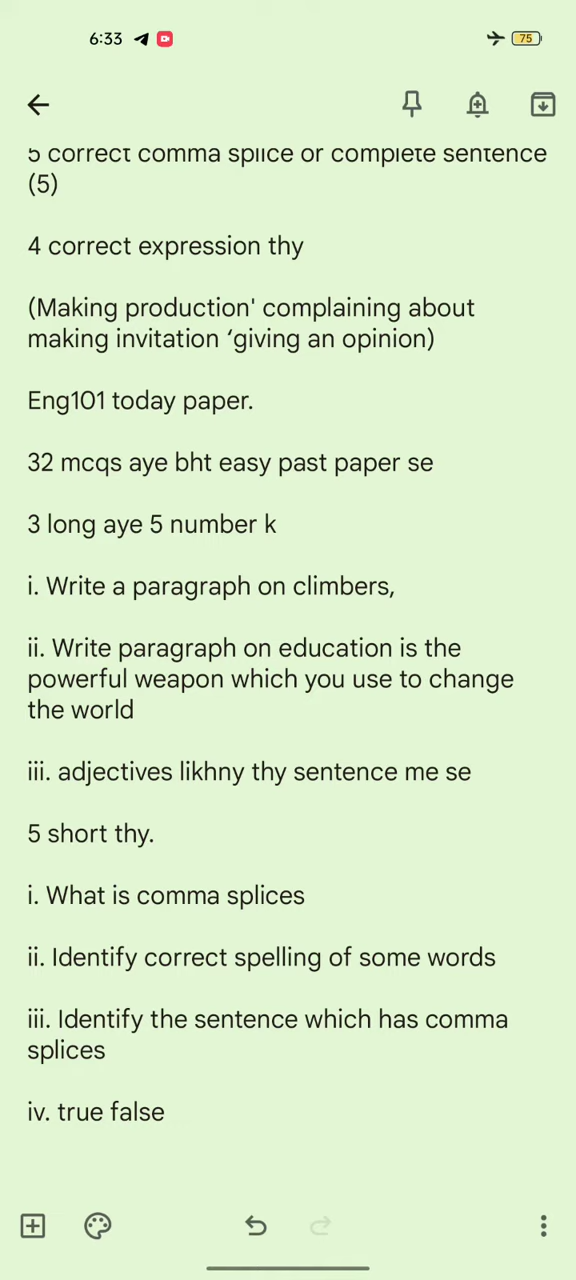 6:33
75
5 correct comma splice or complete sentence
(5)
4 correct expression thy
(Making production' complaining about
making invitation ‘giving an opinion)
Eng101 today paper.
32 mcqs aye bht easy past paper se
3 long aye 5 number k
i. Write a paragraph on climbers,
ii. Write paragraph on education is the
powerful weapon which you use to change
the world
iii. adjectives likhny thy sentence me se
5 short thy.
i. What is comma splices
ii. Identify correct spelling of some words
iii. Identify the sentence which has comma
splices
iv. true false